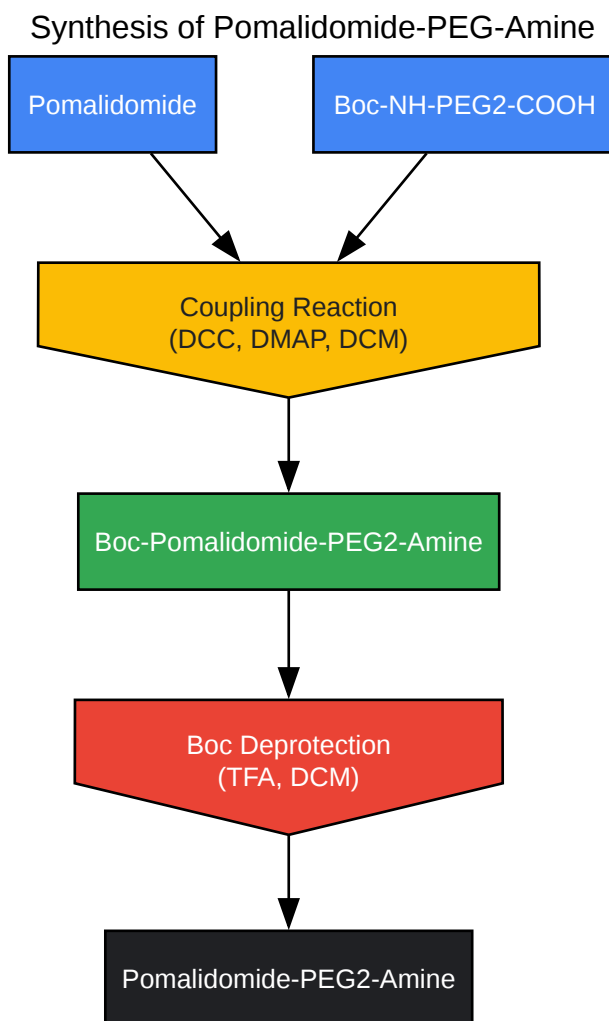 Synthesis of Pomalidomide-PEG-Amine
Pomalidomide
Boc-NH-PEG2-COOH
Coupling Reaction
(DCC, DMAP, DCM)
Boc-Pomalidomide-PEG2-Amine
Boc Deprotection
(TFA, DCM)
Pomalidomide-PEG2-Amine